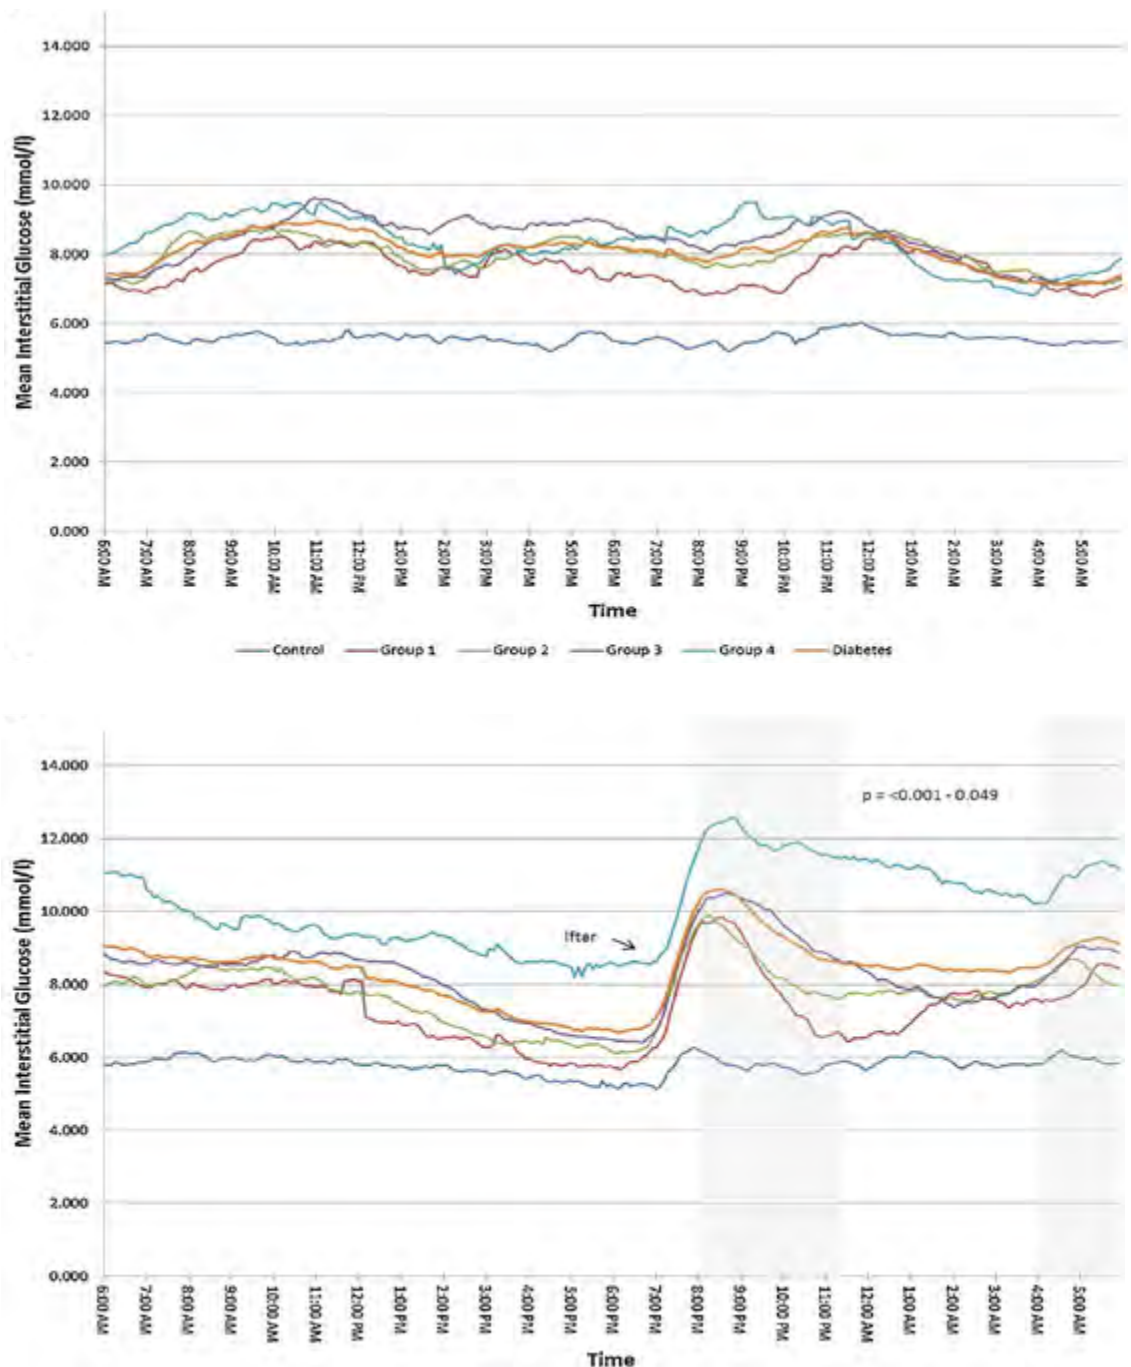 Mean Interstitial Glucose (mmol/l)
14.000
12.000
10.000
8.000
6.000
4.000
2.000
0.000
6:00 AM
7:00 AM
8:00 AM
9:00 AM
10:00 AM
11:00 AM
12:00 PM
1:00 PM
2:00 PM
3:00 PM
4:00 PM
5:00 PM
6:00 PM
7:00 PM
8:00 PM
9:00 PM
10:00 PM
11:00 PM
12:00 AM
1:00 AM
2:00 AM
3:00 AM
4:00 AM
5:00 AM
Time
Control Group 1 Group 2 Group 3 Group 4 Diabetes
Mean Interstitial Glucose (mmol/l)
14.000
12.000
10.000
8.000
6.000
4.000
2.000
0.000
p = <0.001 - 0.049
Ifter
6:00 AM
7:00 AM
8:00 AM
9:00 AM
10:00 AM
11:00 AM
12:00 PM
1:00 PM
2:00 PM
3:00 PM
4:00 PM
5:00 PM
6:00 PM
7:00 PM
8:00 PM
9:00 PM
10:00 PM
11:00 PM
12:00 AM
1:00 AM
2:00 AM
3:00 AM
4:00 AM
5:00 AM
Time